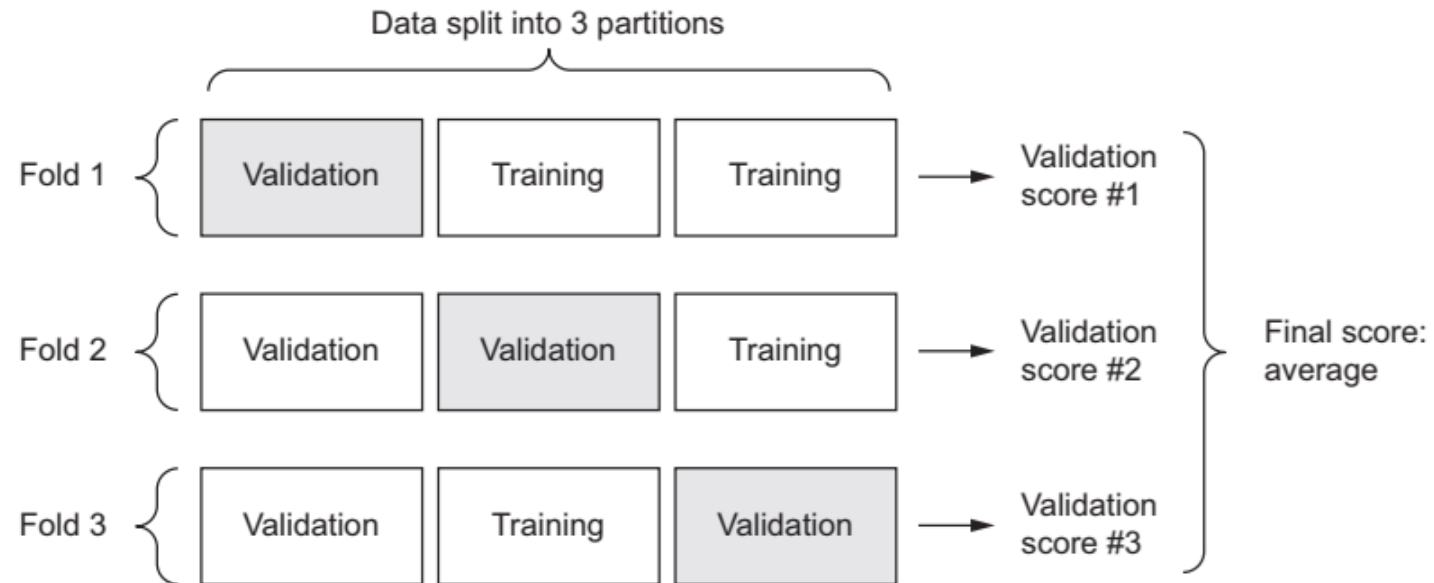 Data split into 3 partitions
Fold 1
Validation
Training
Training
Validation
score #1
Fold 2
Validation
Validation
Training
Validation
score #2
Final score:
average
Fold 3
Validation
Training
Validation
Validation
score #3